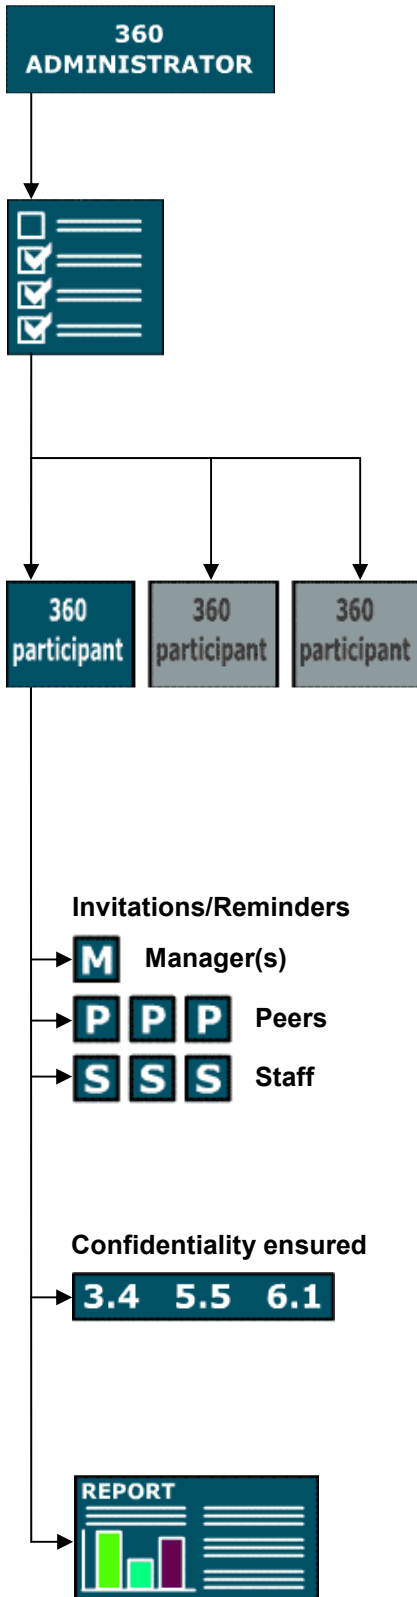 360
ADMINISTRATOR
360
participant
360
participant
360
participant
Invitations/Reminders
M Manager(s)
P P P Peers
S S S Staff
Confidentiality ensured
3.4 5.5 6.1
REPORT